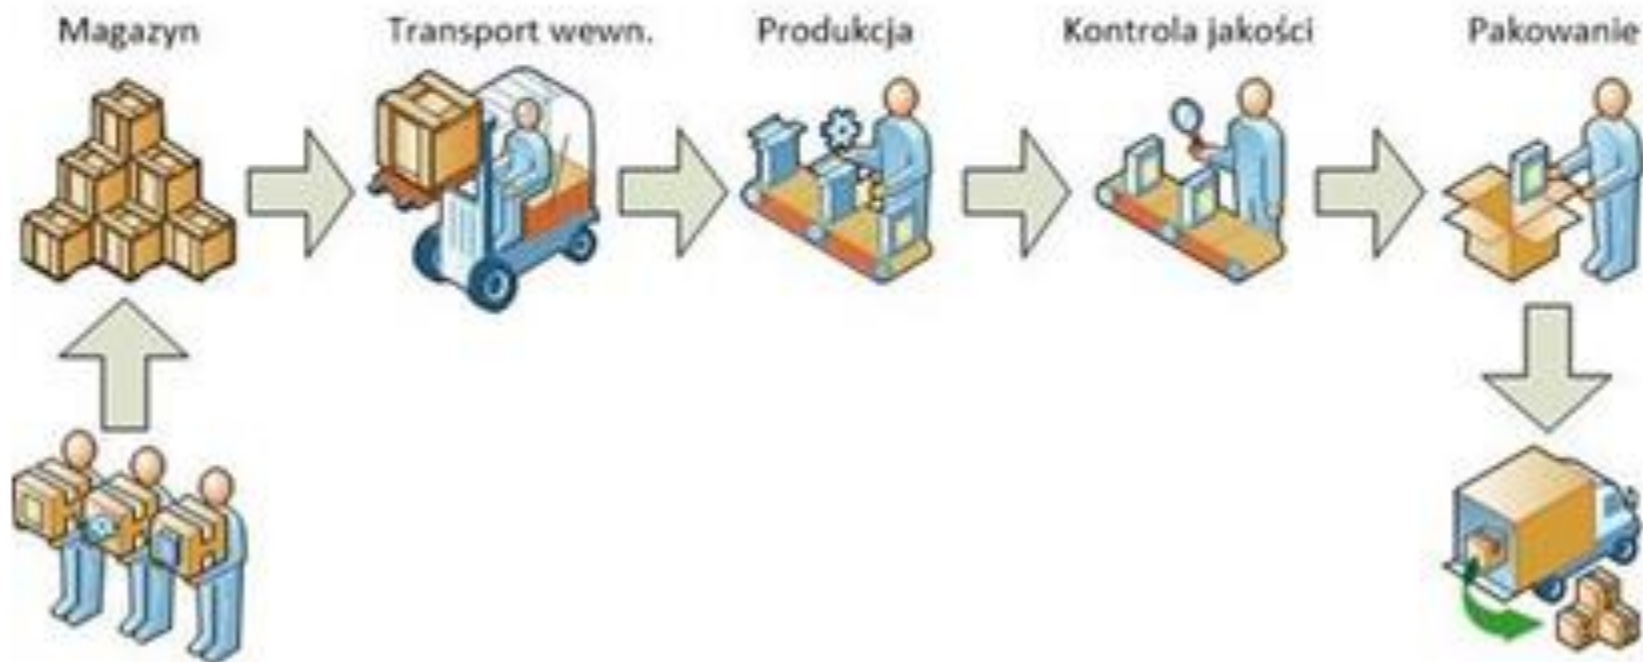 Magazyn
Transport wewn.
Produkcja
Kontrola jakości
Pakowanie